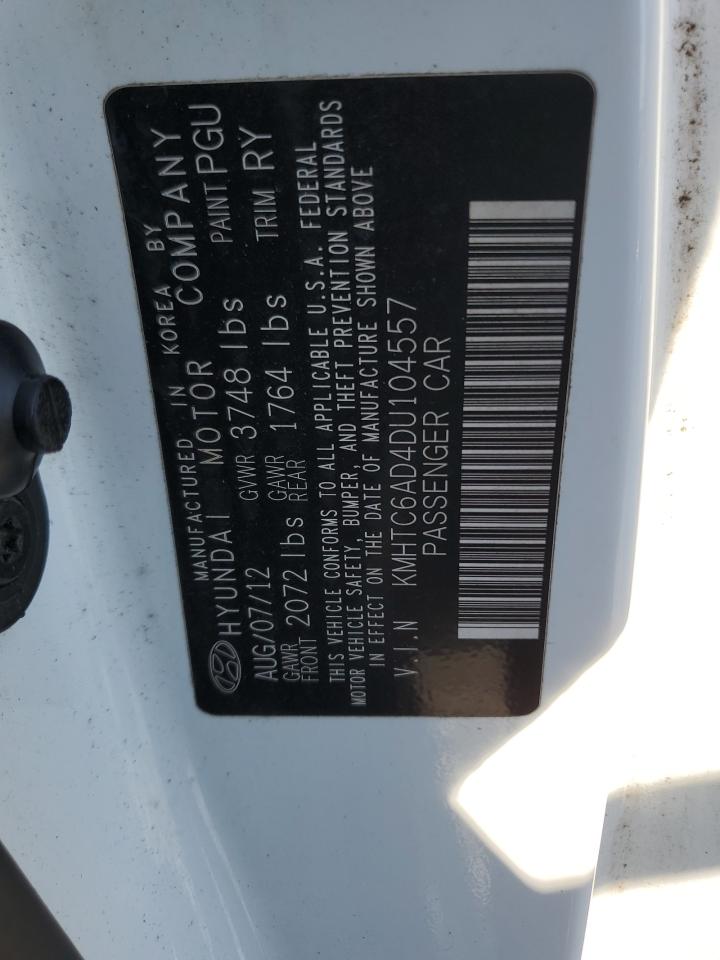 MANUFACTURED IN KOREA BY
HYUNDAI MOTOR COMPANY
AUG/07/12 GVWR 3748 lbs PAINT PGU
GAWR FRONT 2072 lbs GAWR REAR 1764 lbs TRIM RY
THIS VEHICLE CONFORMS TO ALL APPLICABLE U.S.A. FEDERAL
MOTOR VEHICLE SAFETY, BUMPER, AND THEFT PREVENTION STANDARDS
IN EFFECT ON THE DATE OF MANUFACTURE SHOWN ABOVE
V.I.N KMHTC6AD4DU104557
PASSENGER CAR